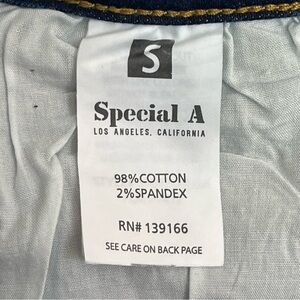 S
Special A
LOS ANGELES, CALIFORNIA
98%COTTON
2%SPANDEX
RN# 139166
SEE CARE ON BACK PAGE